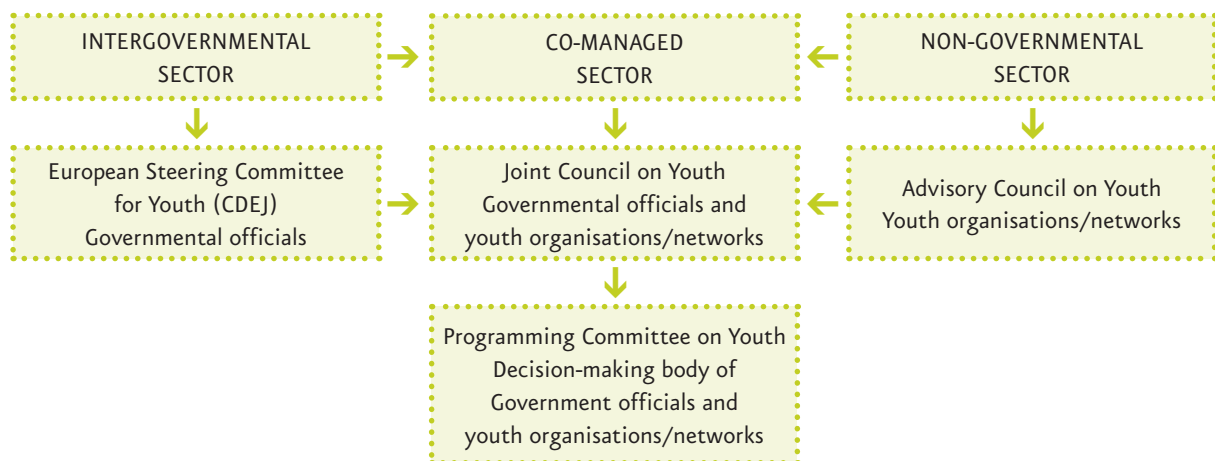 INTERGOVERNMENTAL
SECTOR
CO-MANAGED
SECTOR
NON-GOVERNMENTAL
SECTOR
European Steering Committee
for Youth (CDEJ)
Governmental officials
Joint Council on Youth
Governmental officials and
youth organisations/networks
Advisory Council on Youth
Youth organisations/networks
Programming Committee on Youth
Decision-making body of
Government officials and
youth organisations/networks